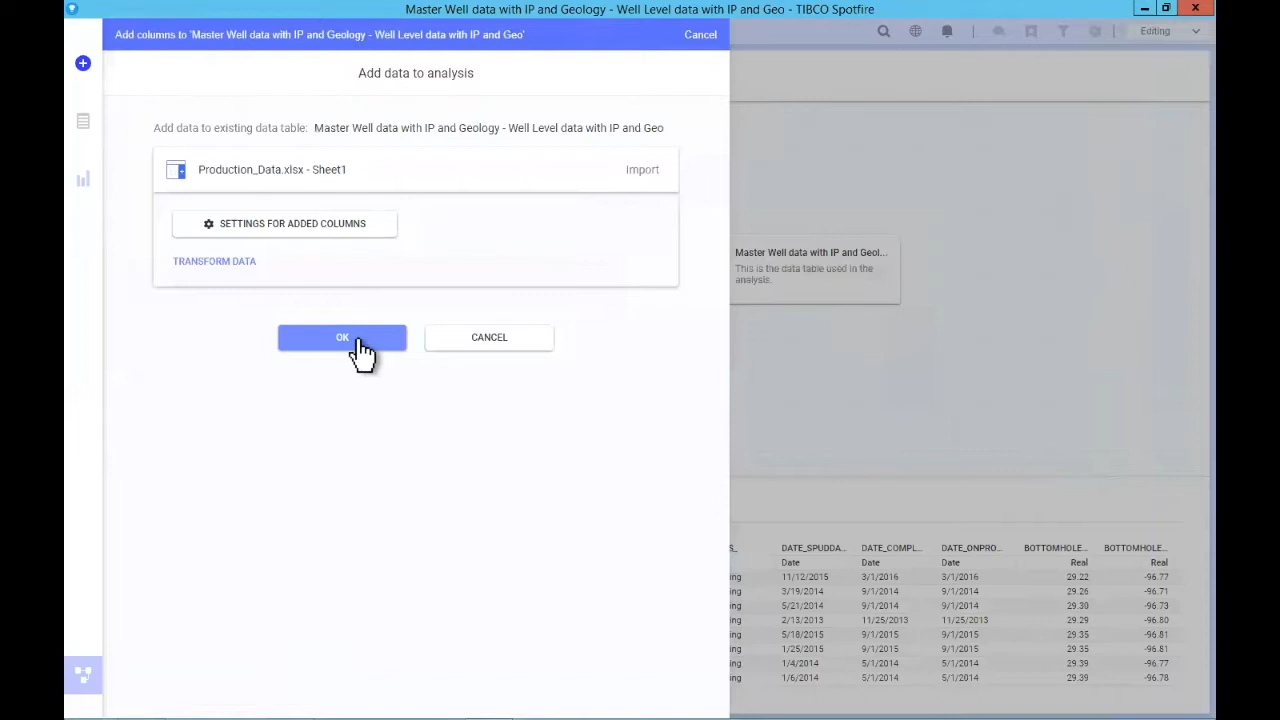 Master Well data with IP and Geology - Well Level data with IP and Geo - TIBCO Spotfire
Add columns to 'Master Well data with IP and Geology - Well Level data with IP and Geo'
Cancel
Editing
Add data to analysis
Add data to existing data table: Master Well data with IP and Geology - Well Level data with IP and Geo
Production_Data.xlsx - Sheet1
Import
SETTINGS FOR ADDED COLUMNS
TRANSFORM DATA
OK
CANCEL
Master Well data with IP and Geol...
This is the data table used in the
analysis.
S_ DATE_SPUDDA... DATE_COMPL... DATE_ONPRO... BOTTOMHOLE... BOTTOMHOLE...
Date Date Date Real Real
ing 11/12/2015 3/1/2016 3/1/2016 29.22 -96.77
ing 3/19/2014 9/1/2014 9/1/2014 29.26 -96.71
ing 5/21/2014 9/1/2014 9/1/2014 29.30 -96.73
ing 2/13/2013 11/25/2013 11/25/2013 29.29 -96.80
ing 5/18/2015 9/1/2015 9/1/2015 29.35 -96.81
ing 1/25/2015 9/1/2015 9/1/2015 29.35 -96.81
ing 1/4/2014 5/1/2014 5/1/2014 29.39 -96.77
ing 1/6/2014 5/1/2014 5/1/2014 29.39 -96.78